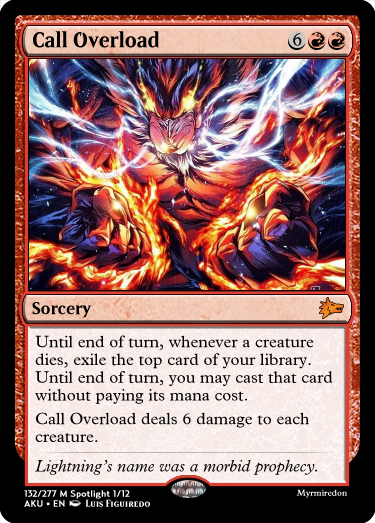 Call Overload 6
Sorcery
Until end of turn, whenever a creature
dies, exile the top card of your library.
Until end of turn, you may cast that card
without paying its mana cost.
Call Overload deals 6 damage to each
creature.
Lightning's name was a morbid prophecy.
132/277 M Spotlight 1/12
Myrmiredon
AKU • EN Luis Figuiredo